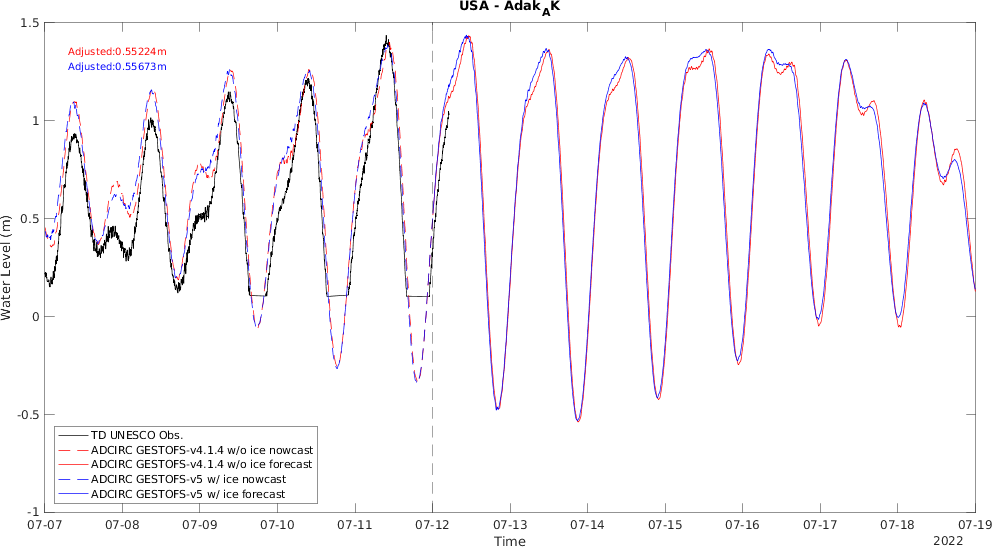 USA - Adak_AK
1.5
Adjusted:0.55224m
Adjusted:0.55673m
1
0.5
Water Level (m)
0
-0.5
TD UNESCO Obs.
ADCIRC GESTOFS-v4.1.4 w/o ice nowcast
ADCIRC GESTOFS-v4.1.4 w/o ice forecast
ADCIRC GESTOFS-v5 w/ ice nowcast
ADCIRC GESTOFS-v5 w/ ice forecast
-1
07-07 07-08 07-09 07-10 07-11 07-12 07-13 07-14 07-15 07-16 07-17 07-18 07-19
Time
2022